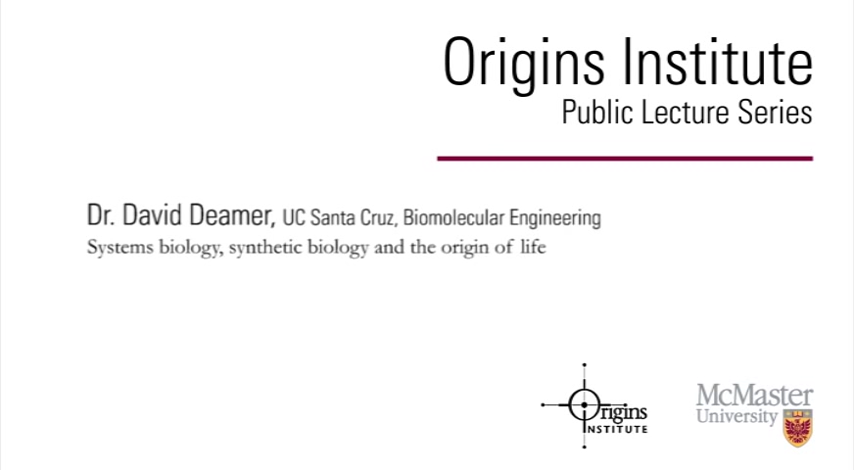 Origins Institute
Public Lecture Series
Dr. David Deamer, UC Santa Cruz, Biomolecular Engineering
Systems biology, synthetic biology and the origin of life
Origins
INSTITUTE
McMaster
University